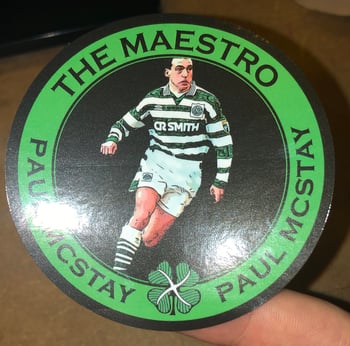 THE MAESTRO
CR SMITH
PAUL MCSTAY
PAUL MCSTAY